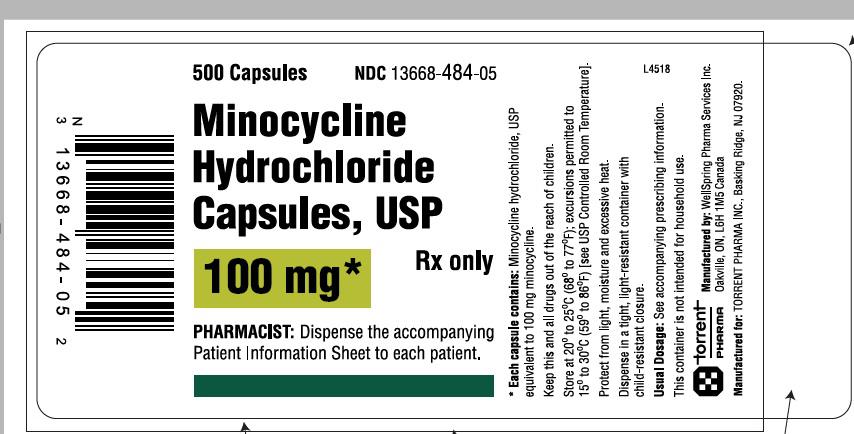 500 Capsules NDC 13668-484-05
Minocycline
Hydrochloride
Capsules, USP
100 mg*
Rx only
PHARMACIST: Dispense the accompanying
Patient Information Sheet to each patient.
N
3 13668-484-05 2
* Each capsule contains: Minocycline hydrochloride, USP
equivalent to 100 mg minocycline.
Keep this and all drugs out of the reach of children.
Store at 20° to 25°C (68° to 77°F); excursions permitted to
15° to 30°C (59° to 86°F) [see USP Controlled Room Temperature].
Protect from light, moisture and excessive heat.
Dispense in a tight, light-resistant container with
child-resistant closure.
Usual Dosage: See accompanying prescribing information.
This container is not intended for household use.
L4518
torrent
PHARMA
Manufactured by: WellSpring Pharma Services Inc.
Oakville, ON, L6H 1M5 Canada
Manufactured for: TORRENT PHARMA INC., Basking Ridge, NJ 07920.